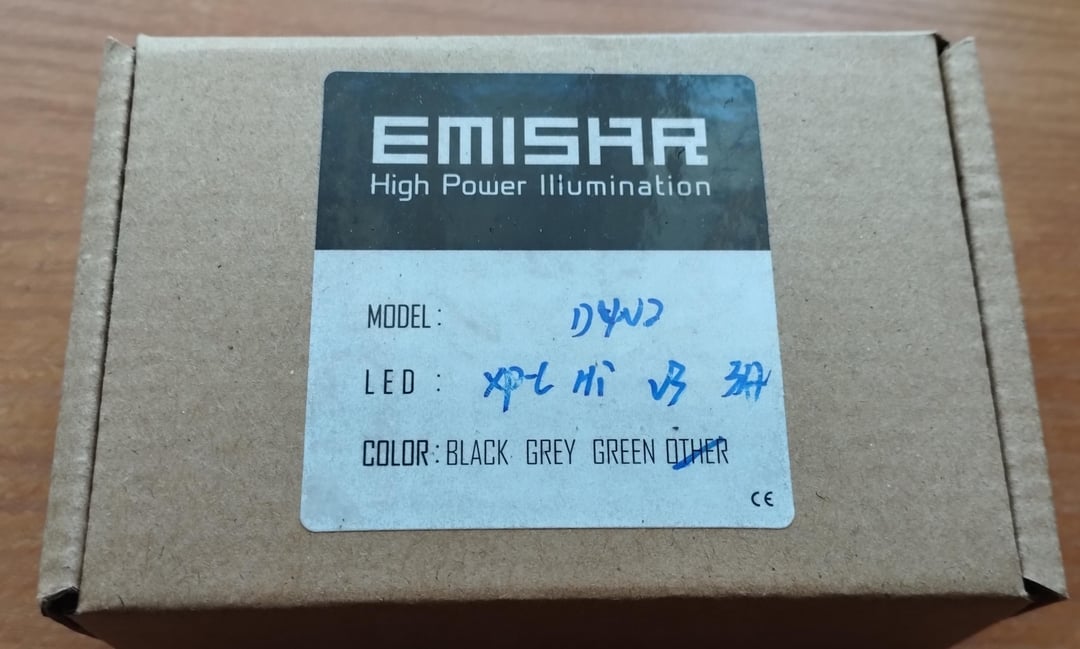 EMISAR
High Power Illumination
MODEL: D4V2
LED: XP-L Hi V3 3A
COLOR: BLACK GREY GREEN OTHER
CE